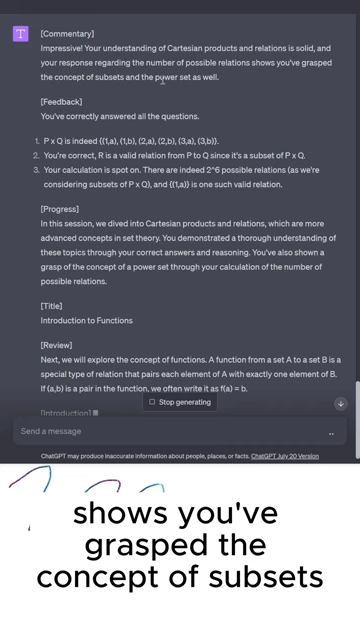 T
[Commentary]
Impressive! Your understanding of Cartesian products and relations is solid, and
your response regarding the number of possible relations shows you've grasped
the concept of subsets and the power set as well.
[Feedback]
You've correctly answered all the questions.
1. P x Q is indeed {(1,a), (1,b), (2,a), (2,b), (3,a), (3,b)}.
2. You're correct, R is a valid relation from P to Q since it's a subset of P x Q.
3. Your calculation is spot on. There are indeed 2^6 possible relations (as we're
considering subsets of P x Q), and {(1,a)} is one such valid relation.
[Progress]
In this session, we dived into Cartesian products and relations, which are more
advanced concepts in set theory. You demonstrated a thorough understanding of
these topics through your correct answers and reasoning. You've also shown a
grasp of the concept of a power set through your calculation of the number of
possible relations.
[Title]
Introduction to Functions
[Review]
Next, we will explore the concept of functions. A function from a set A to a set B is a
special type of relation that pairs each element of A with exactly one element of B.
If (a,b) is a pair in the function, we often write it as f(a) = b.
[Introduction]
Stop generating
Send a message
ChatGPT may produce inaccurate information about people, places, or facts. ChatGPT July 20 Version
shows you've
grasped the
concept of subsets